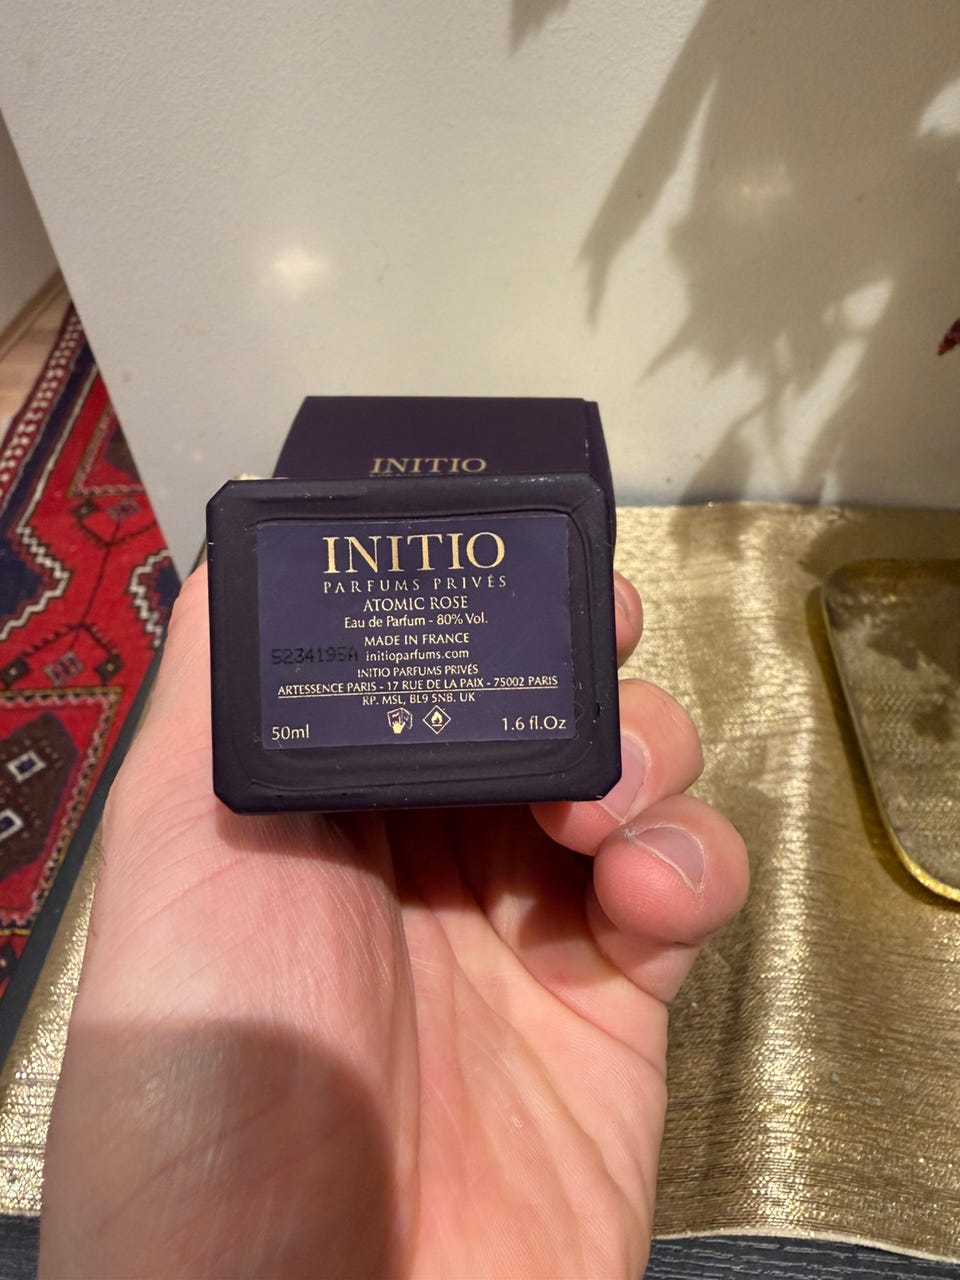 INITIO
INITIO
PARFUMS PRIVÉS
ATOMIC ROSE
Eau de Parfum - 80% Vol.
MADE IN FRANCE
5234195A initioparfums.com
INITIO PARFUMS PRIVÉS
ARTESSENCE PARIS - 17 RUE DE LA PAIX - 75002 PARIS
RP. MSL, BL9 5NB. UK
50ml 1.6 fl.Oz